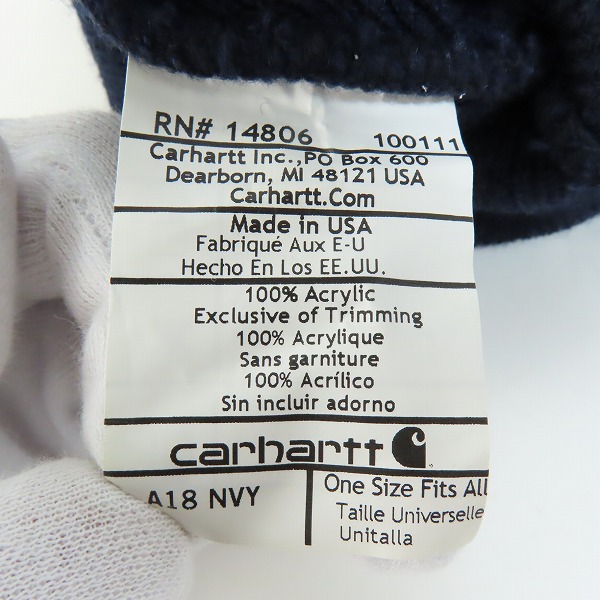 RN# 14806 100111
Carhartt Inc.,PO Box 600
Dearborn, MI 48121 USA
Carhartt.Com
Made in USA
Fabriqué Aux E-U
Hecho En Los EE.UU.
100% Acrylic
Exclusive of Trimming
100% Acrylique
Sans garniture
100% Acrílico
Sin incluir adorno
carhartt
A18 NVY
One Size Fits All
Taille Universelle
Unitalla